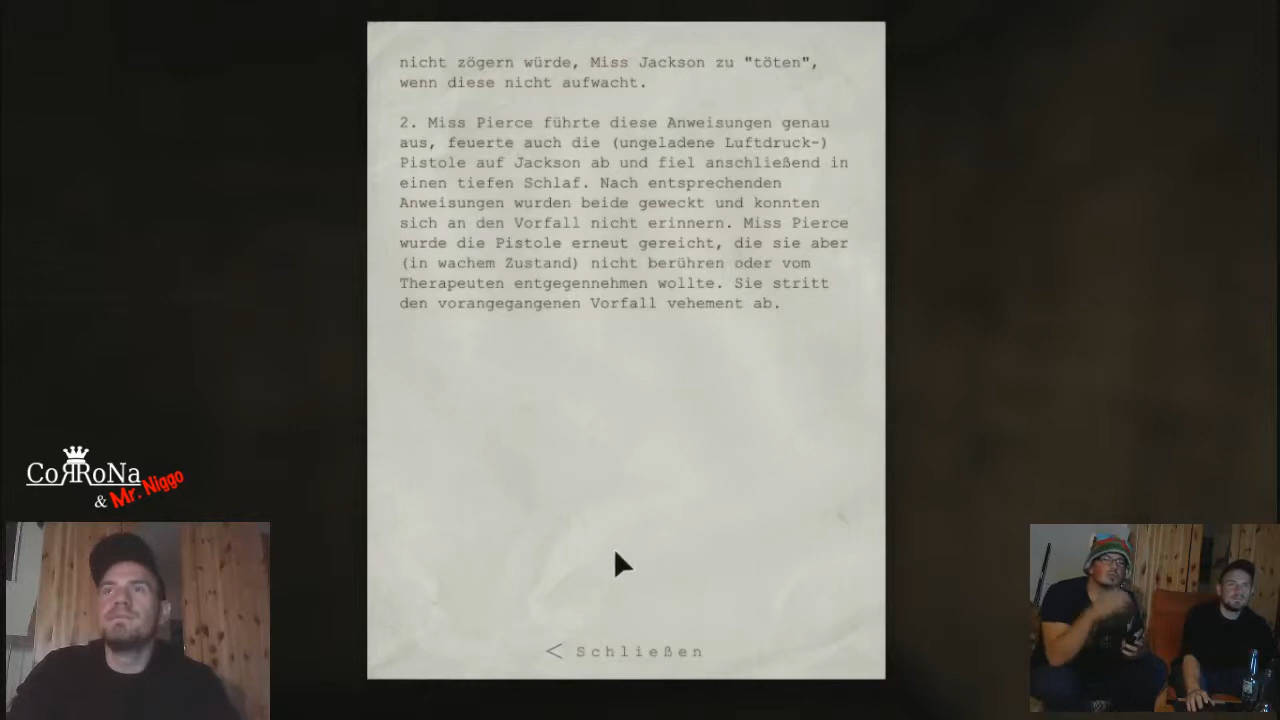 nicht zögern würde, Miss Jackson zu "töten",
wenn diese nicht aufwacht.
2. Miss Pierce führte diese Anweisungen genau
aus, feuerte auch die (ungeladene Luftdruck-)
Pistole auf Jackson ab und fiel anschließend in
einen tiefen Schlaf. Nach entsprechenden
Anweisungen wurden beide geweckt und konnten
sich an den Vorfall nicht erinnern. Miss Pierce
wurde die Pistole erneut gereicht, die sie aber
(in wachem Zustand) nicht berühren oder vom
Therapeuten entgegennehmen wollte. Sie stritt
den vorangegangenen Vorfall vehement ab.
< Schließen
CoRRoNa
& Mr. Niggo